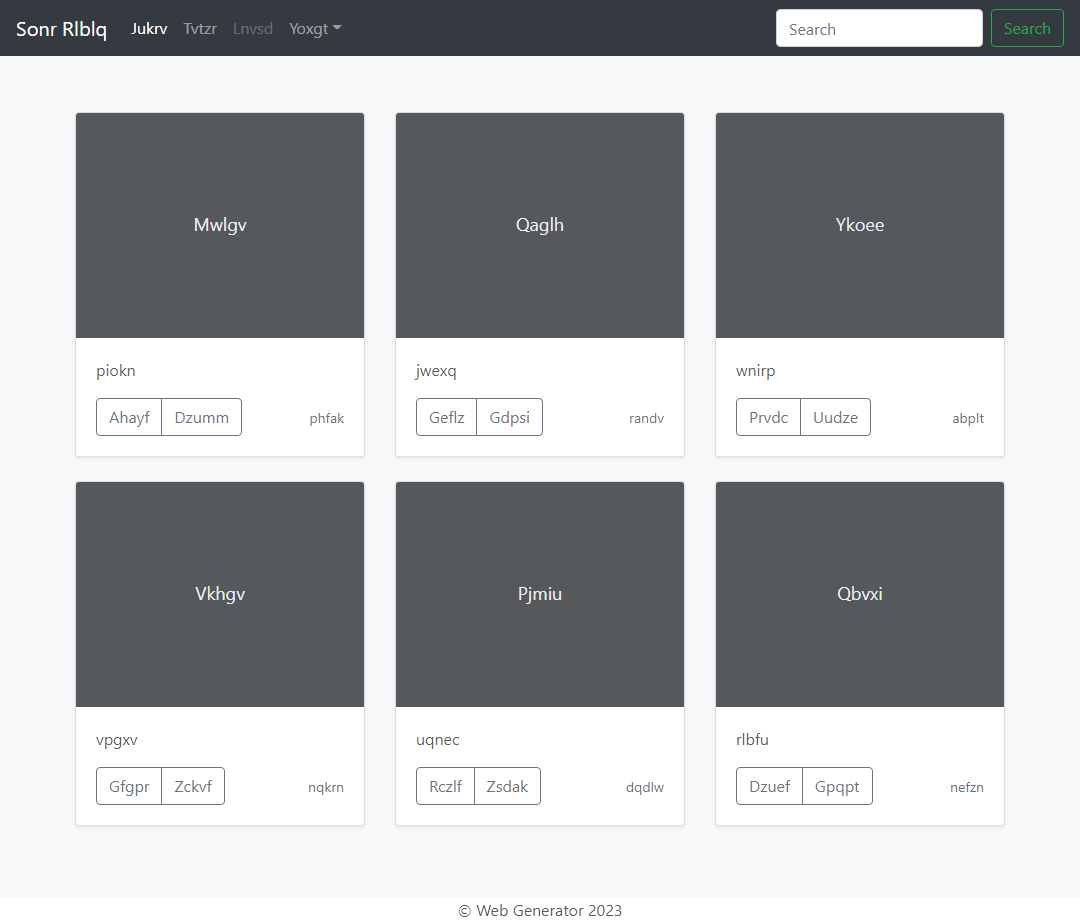 Sonr Rlblq Jukrv Tvtzr Lnvsd Yoxgt Search Search
Mwlgv Qaglh Ykoee
piokn jwexq wnirp
Ahayf Dzumm phfak Geflz Gdpsi randv Prvdc Uudze abplt
Vkhgv Pjmiu Qbvxi
vpgxv uqnec rlbfu
Gfgpr Zckvf nqkrn Rczlf Zsdak dqdlw Dzuef Gpqpt nefzn
© Web Generator 2023